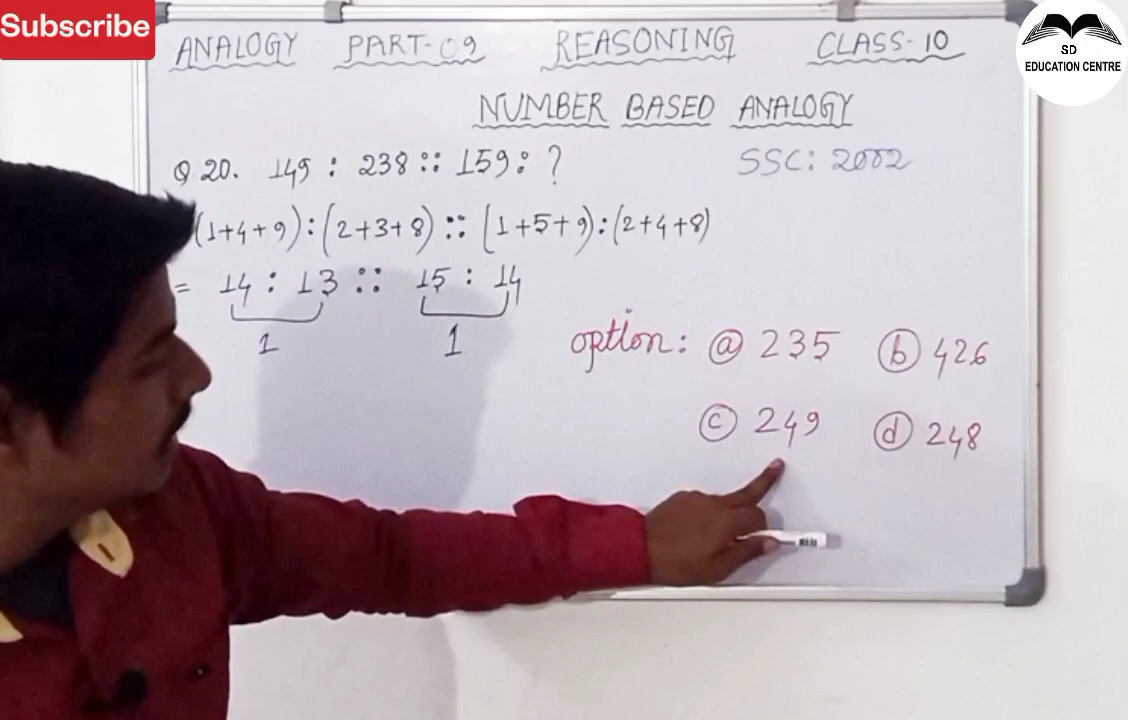 Subscribe
SD
EDUCATION CENTRE
ANALOGY PART-09 REASONING CLASS-10
NUMBER BASED ANALOGY
Q 20. 149 : 238 :: 159 : ? SSC: 2002
(1+4+9):(2+3+8) :: (1+5+9):(2+4+8)
= 14 : 13 :: 15 : 14
1 1
option: (a) 235 (b) 426
(c) 249 (d) 248